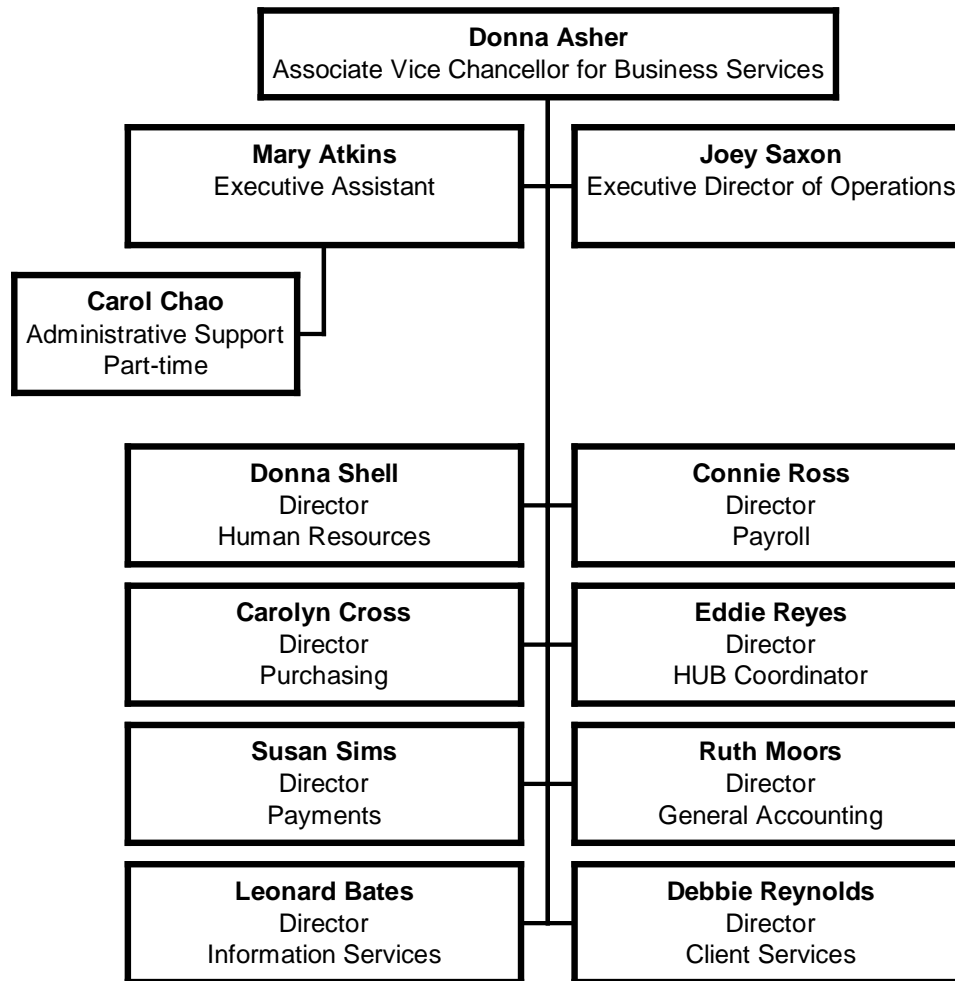 Donna Asher
Associate Vice Chancellor for Business Services
Mary Atkins
Executive Assistant
Joey Saxon
Executive Director of Operations
Carol Chao
Administrative Support
Part-time
Donna Shell
Director
Human Resources
Connie Ross
Director
Payroll
Carolyn Cross
Director
Purchasing
Eddie Reyes
Director
HUB Coordinator
Susan Sims
Director
Payments
Ruth Moors
Director
General Accounting
Leonard Bates
Director
Information Services
Debbie Reynolds
Director
Client Services